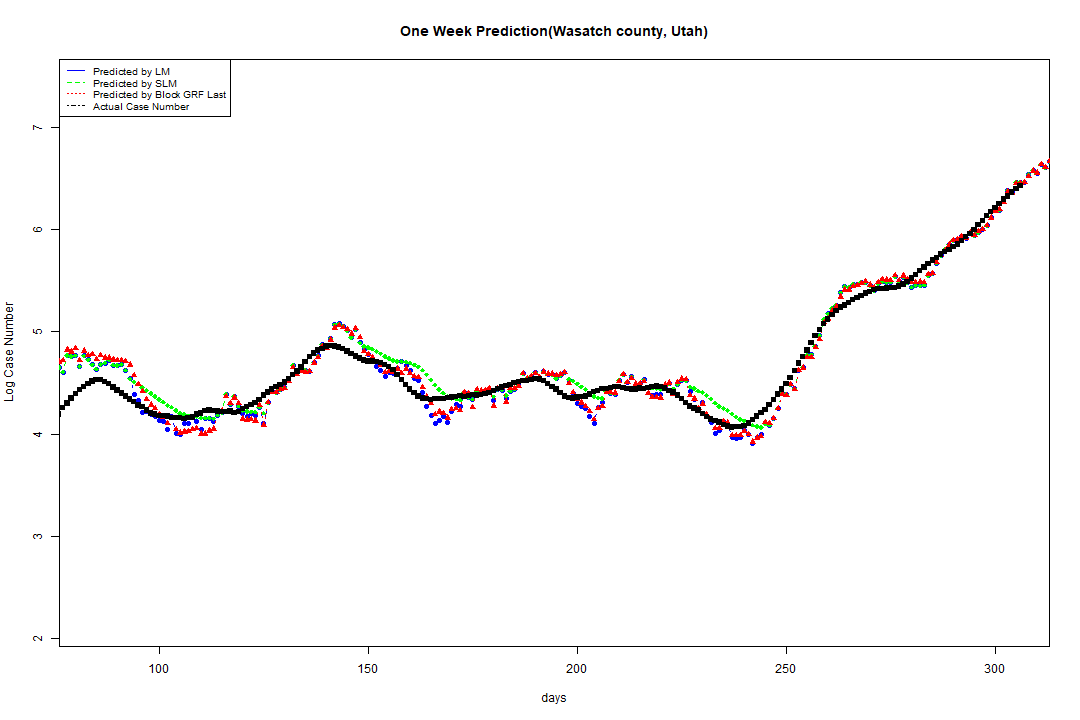 One Week Prediction(Wasatch county, Utah)
Predicted by LM
Predicted by SLM
Predicted by Block GRF Last
Actual Case Number
7
6
5
4
3
2
Log Case Number
100 150 200 250 300
days